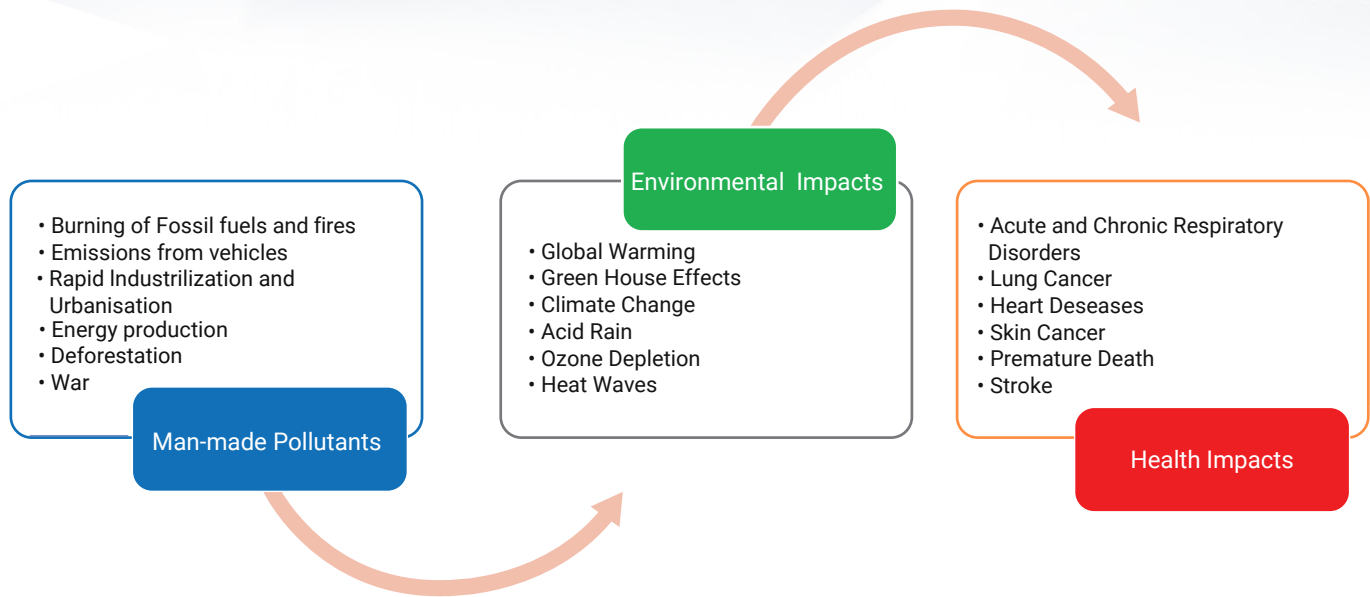 • Burning of Fossil fuels and fires
• Emissions from vehicles
• Rapid Industrilization and
Urbanisation
• Energy production
• Deforestation
• War
Man-made Pollutants
Environmental Impacts
• Global Warming
• Green House Effects
• Climate Change
• Acid Rain
• Ozone Depletion
• Heat Waves
• Acute and Chronic Respiratory
Disorders
• Lung Cancer
• Heart Deseases
• Skin Cancer
• Premature Death
• Stroke
Health Impacts